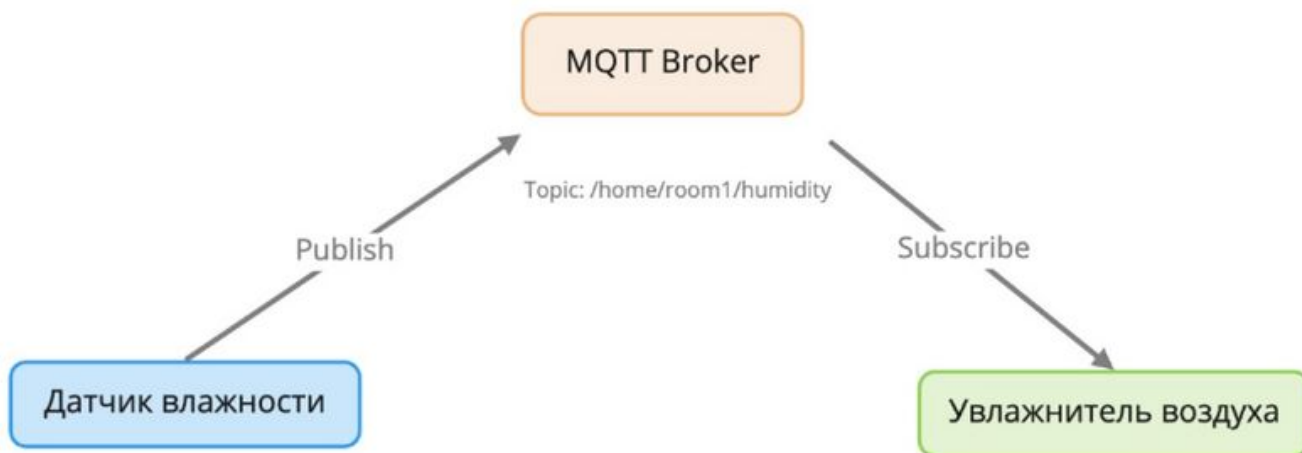 MQTT Broker
Topic: /home/room1/humidity
Publish
Subscribe
Датчик влажности
Увлажнитель воздуха